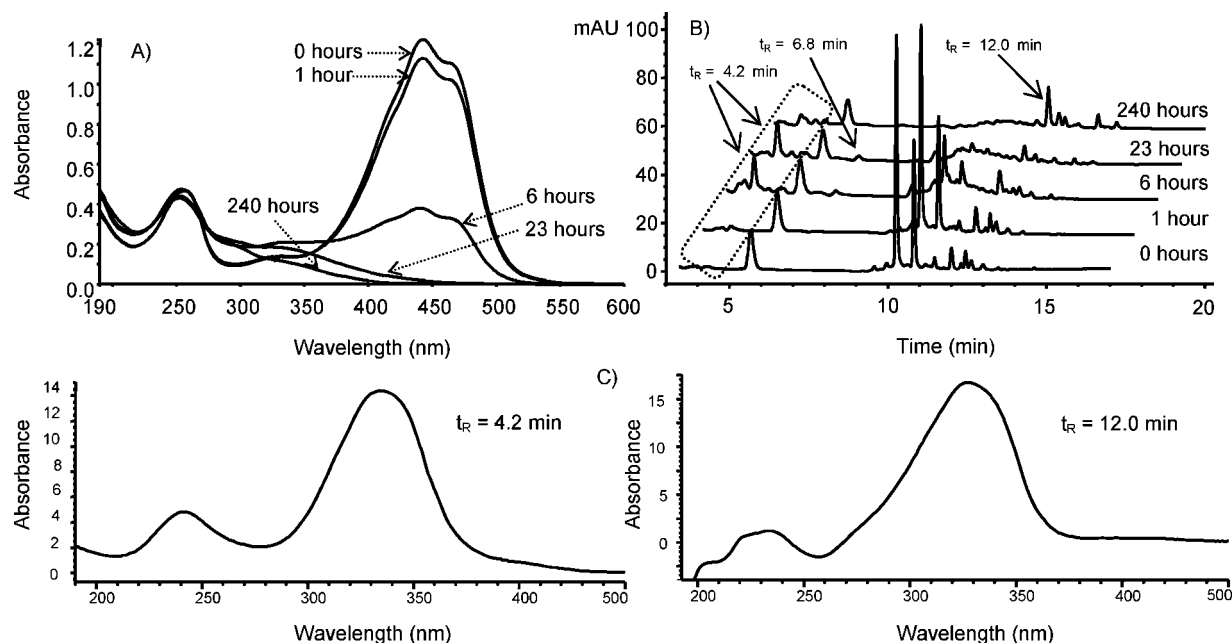 A)
Absorbance
1.2
1.0
0.8
0.6
0.4
0.2
0.0
0 hours
1 hour
6 hours
240 hours
23 hours
190 250 300 350 400 450 500 550 600
Wavelength (nm)
B)
mAU
100
80
60
40
20
0
tR = 4.2 min
tR = 6.8 min
tR = 12.0 min
240 hours
23 hours
6 hours
1 hour
0 hours
5 10 15 20
Time (min)
C)
Absorbance
14
12
10
8
6
4
2
0
tR = 4.2 min
200 250 300 350 400 450 500
Wavelength (nm)
Absorbance
15
10
5
0
tR = 12.0 min
200 250 300 350 400 500
Wavelength (nm)